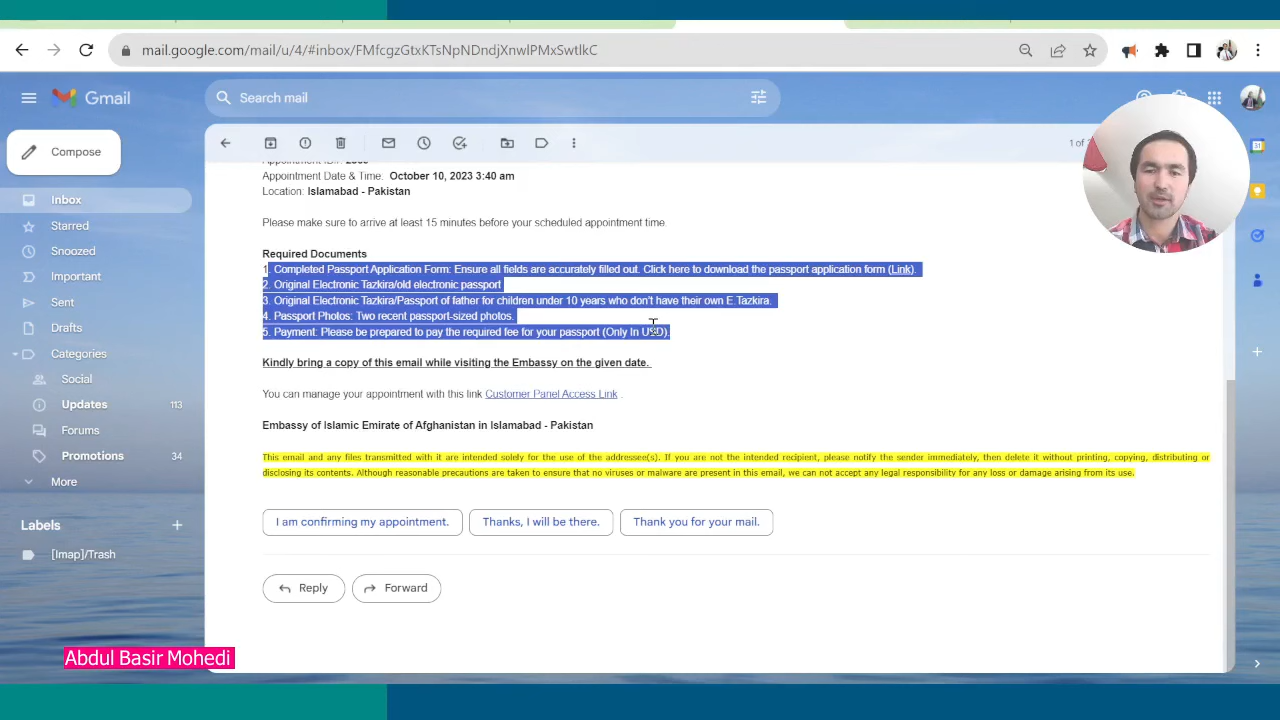 mail.google.com/mail/u/4/#inbox/FMfcgzGtxKTsNpNDndjXnwlPMxSwtlkC
Gmail
Search mail
Compose
Inbox
Starred
Snoozed
Important
Sent
Drafts
Categories
Social
Updates 113
Forums
Promotions 34
More
Labels
[Imap]/Trash
1 of
Appointment Date & Time: October 10, 2023 3:40 am
Location: Islamabad - Pakistan
Please make sure to arrive at least 15 minutes before your scheduled appointment time.
Required Documents
1. Completed Passport Application Form: Ensure all fields are accurately filled out. Click here to download the passport application form (Link).
2. Original Electronic Tazkira/old electronic passport
3. Original Electronic Tazkira/Passport of father for children under 10 years who don't have their own E.Tazkira.
4. Passport Photos: Two recent passport-sized photos.
5. Payment: Please be prepared to pay the required fee for your passport (Only In USD).
Kindly bring a copy of this email while visiting the Embassy on the given date.
You can manage your appointment with this link Customer Panel Access Link .
Embassy of Islamic Emirate of Afghanistan in Islamabad - Pakistan
This email and any files transmitted with it are intended solely for the use of the addressee(s). If you are not the intended recipient, please notify the sender immediately, then delete it without printing, copying, distributing or
disclosing its contents. Although reasonable precautions are taken to ensure that no viruses or malware are present in this email, we can not accept any legal responsibility for any loss or damage arising from its use.
I am confirming my appointment.
Thanks, I will be there.
Thank you for your mail.
Reply
Forward
Abdul Basir Mohedi